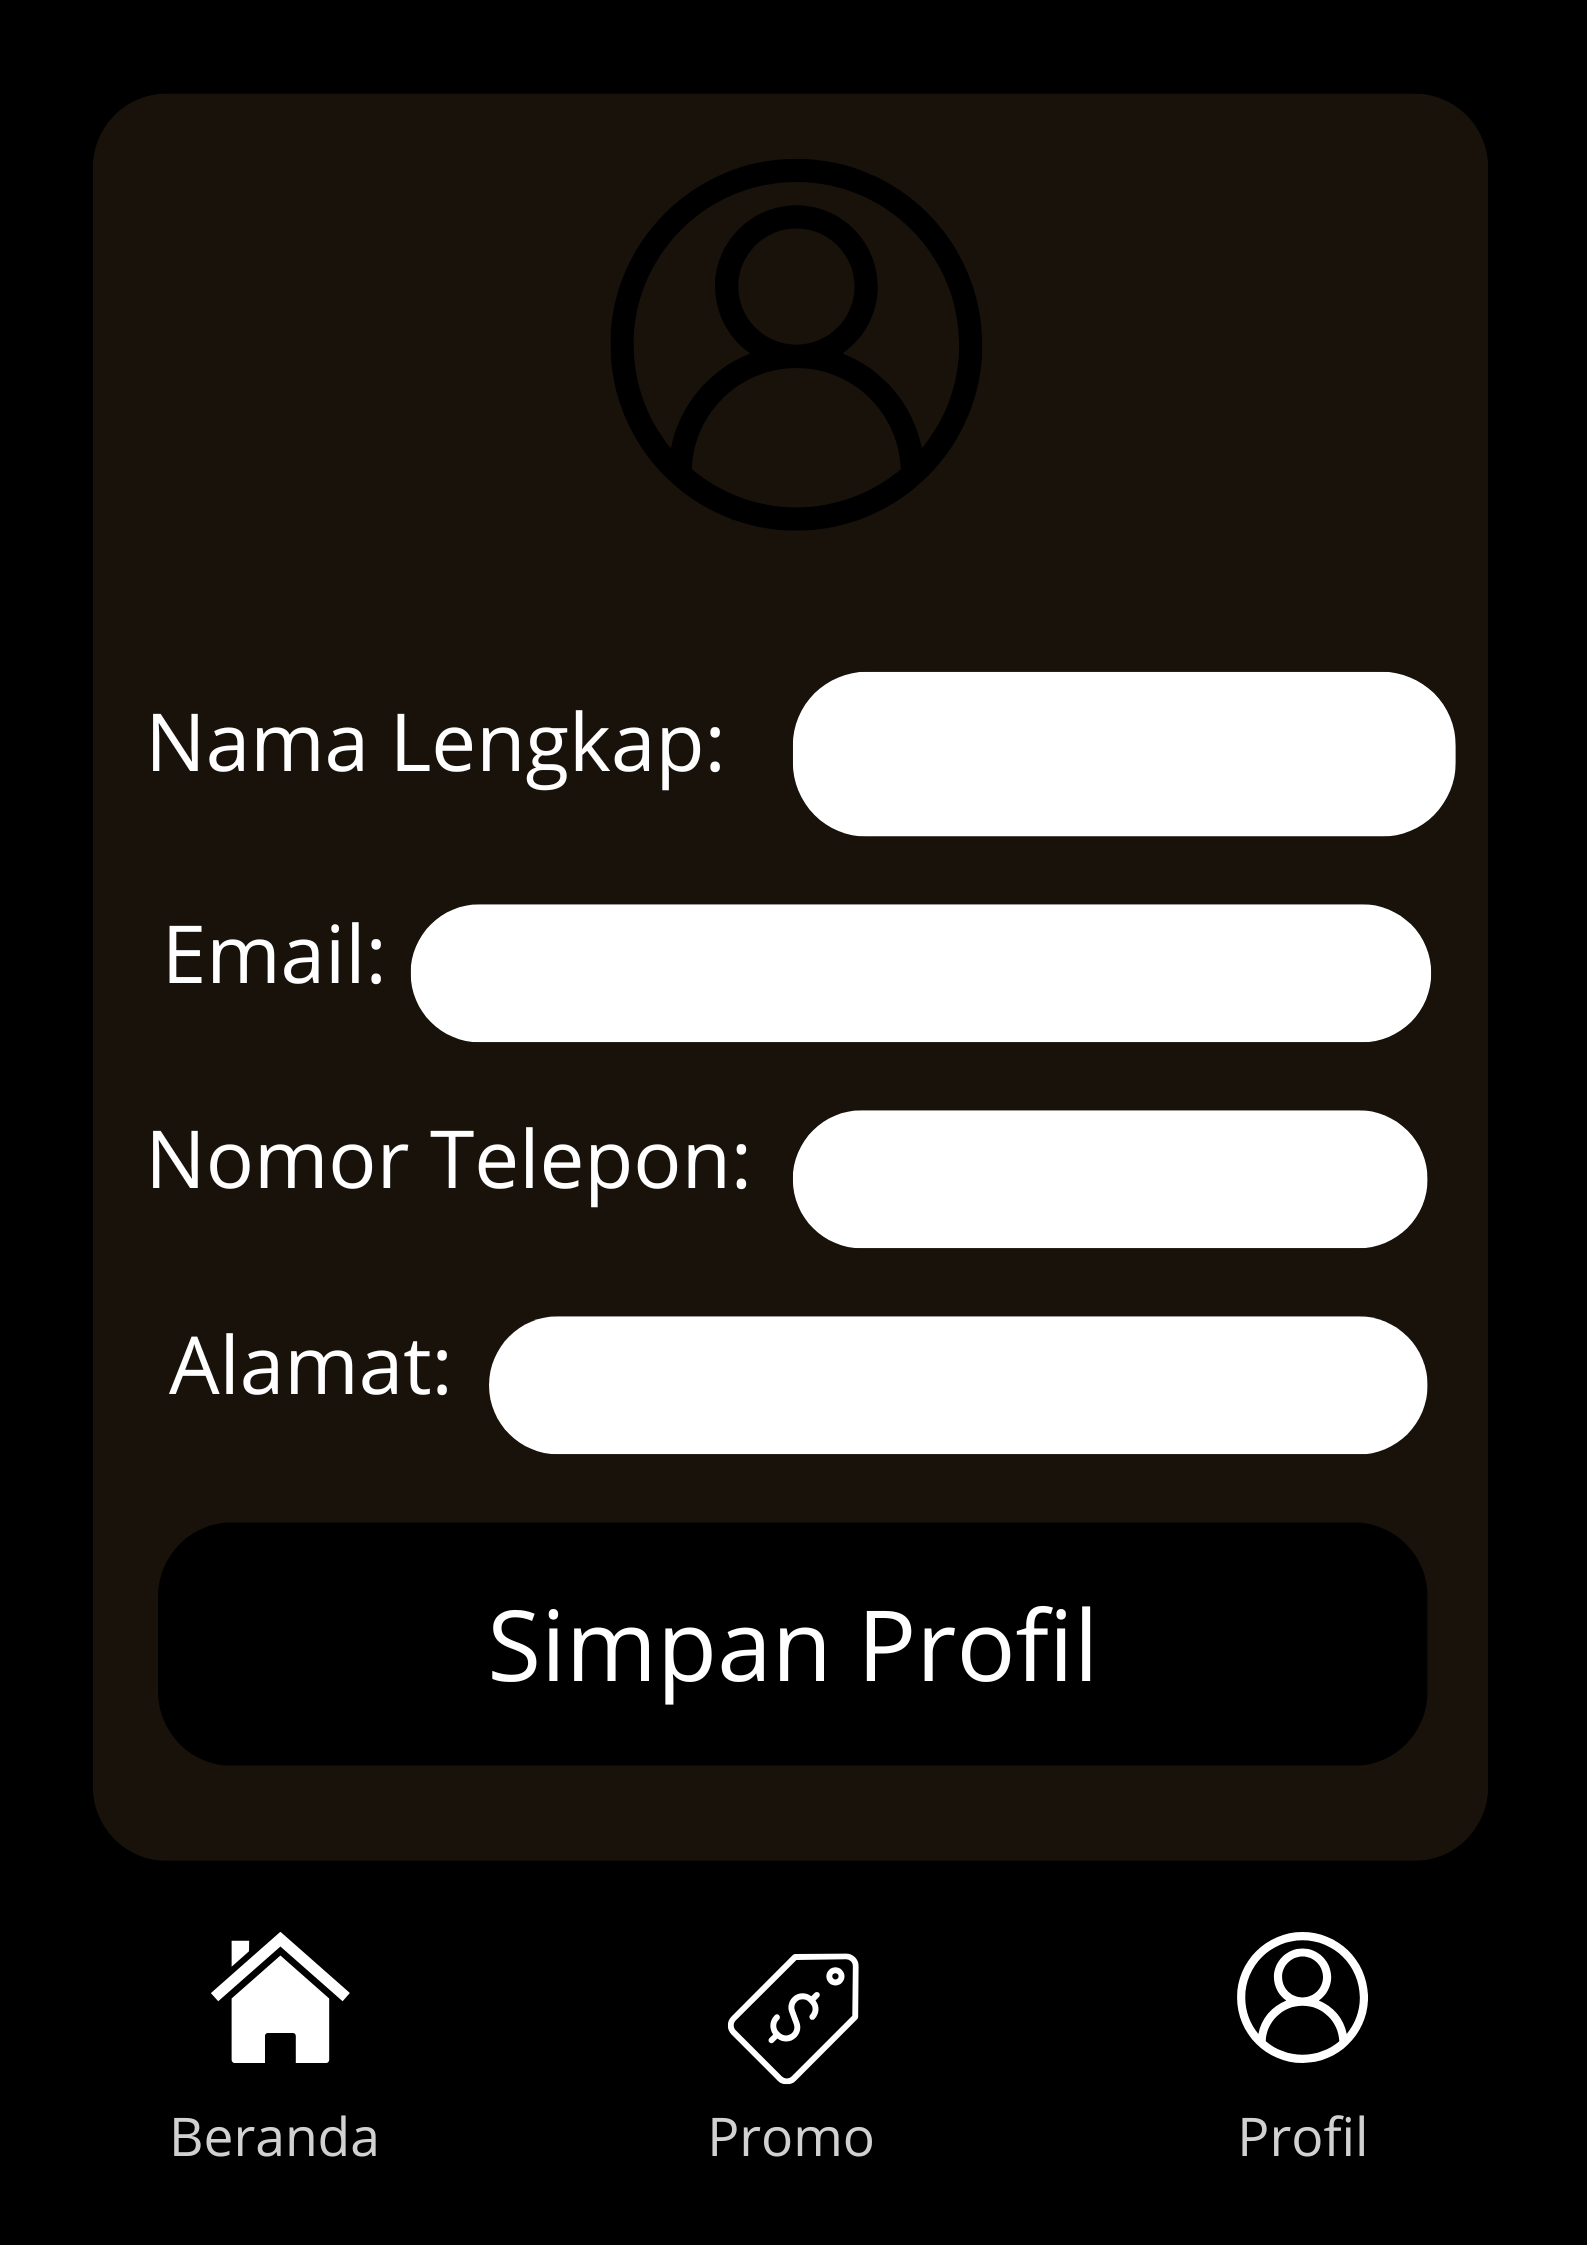 Nama Lengkap:
Email:
Nomor Telepon:
Alamat:
Simpan Profil
Beranda
Promo
Profil